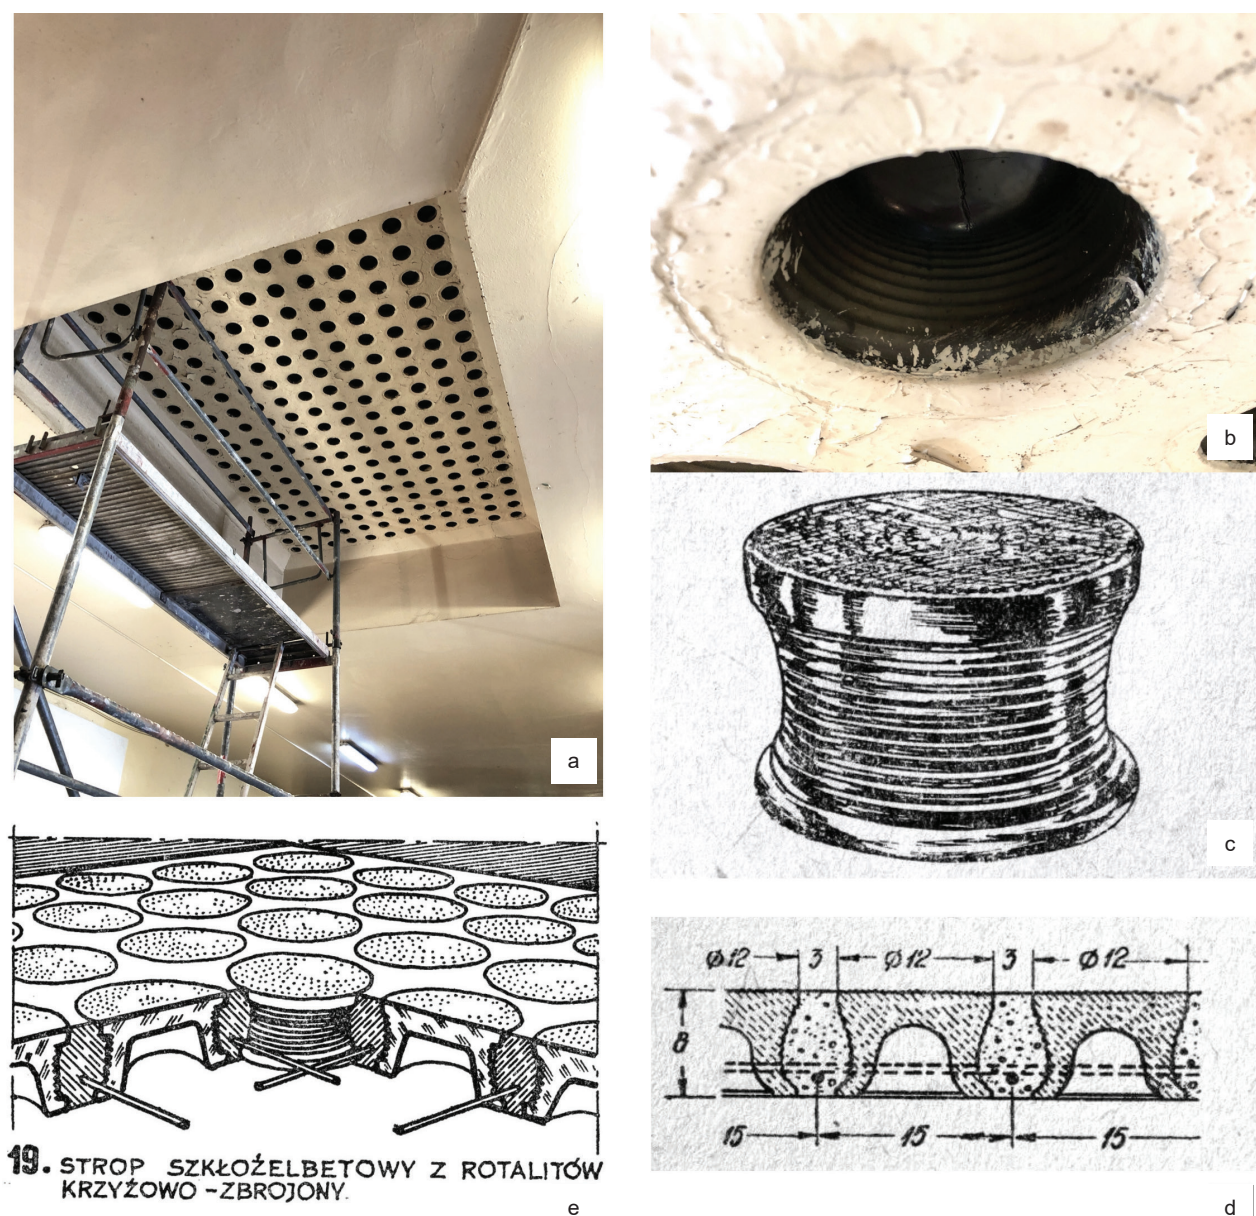 a
b
c
Ø12 3 Ø12 3 Ø12
8
15 15 15
d
19. STROP SZKŁOŻELBETOWY Z ROTALITÓW
KRZYŻOWO-ZBROJONY.
e